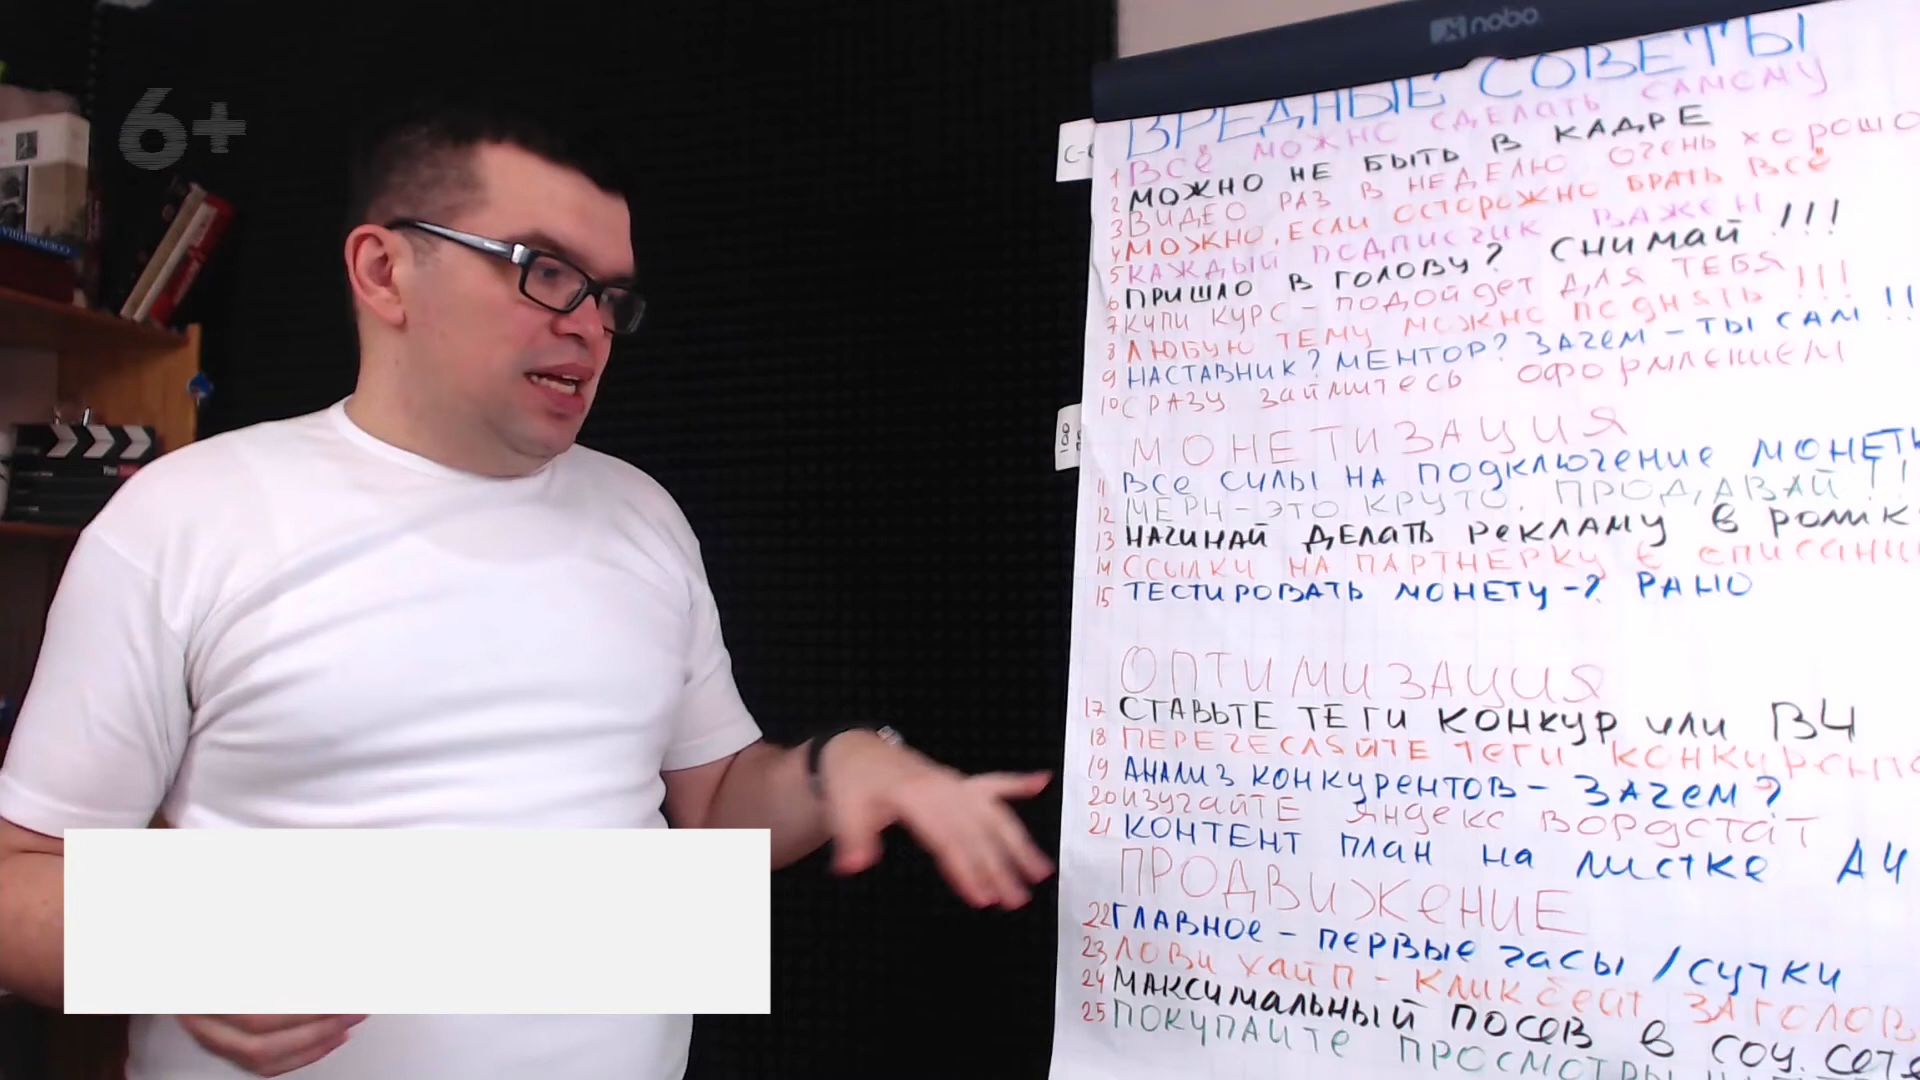 6+
nobo
ВРЕДНЫЕ СОВЕТЫ
1 ВСЁ МОЖНО СДЕЛАТЬ САМОМУ
2 МОЖНО НЕ БЫТЬ В КАДРЕ
3 ВИДЕО РАЗ В НЕДЕЛЮ ОЧЕНЬ ХОРОШО
4 МОЖНО, ЕСЛИ ОСТОРОЖНО БРАТЬ ВСЁ
5 КАЖДЫЙ ПОДПИСЧИК ВАЖЕН
6 ПРИШЛО В ГОЛОВУ? СНИМАЙ !!!
7 КУПИ КУРС - ПОДОЙДЕТ ДЛЯ ТЕБЯ
8 ЛЮБУЮ ТЕМУ МОЖНО ПОДНЯТЬ !!!
9 НАСТАВНИК? МЕНТОР? ЗАЧЕМ - ТЫ САМ !!
10 СРАЗУ ЗАЙМИТЕСЬ ОФОРМЛЕНИЕМ
МОНЕТИЗАЦИЯ
11 ВСЕ СИЛЫ НА ПОДКЛЮЧЕНИЕ МОНЕТЫ
12 МЕРЧ - ЭТО КРУТО. ПРОДАВАЙ !!
13 НАЧИНАЙ ДЕЛАТЬ РЕКЛАМУ В РОЛИК
14 ССЫЛКИ НА ПАРТНЕРКУ В ОПИСАНИИ
15 ТЕСТИРОВАТЬ МОНЕТУ -? РАНО
ОПТИМИЗАЦИЯ
17 СТАВЬТЕ ТЕГИ КОНКУР ИЛИ ВЧ
18 ТЕГИ
19 АНАЛИЗ КОНКУРЕНТОВ - ЗАЧЕМ?
20 ИЗУЧАЙТЕ ЯНДЕКС ВОРДСТАТ
21 КОНТЕНТ ПЛАН НА ЛИСТКЕ А4
ПРОДВИЖЕНИЕ
22 ГЛАВНОЕ - ПЕРВЫЕ ЧАСЫ / СУТКИ
23 ЛОВИ ХАЙП - КЛИКБЕЙТ ЗАГОЛОВ
24 МАКСИМАЛЬНЫЙ ПОСЕВ В СОЦ. СЕТЯ
25 ПОКУПАЙТЕ ПРОСМОТРЫ